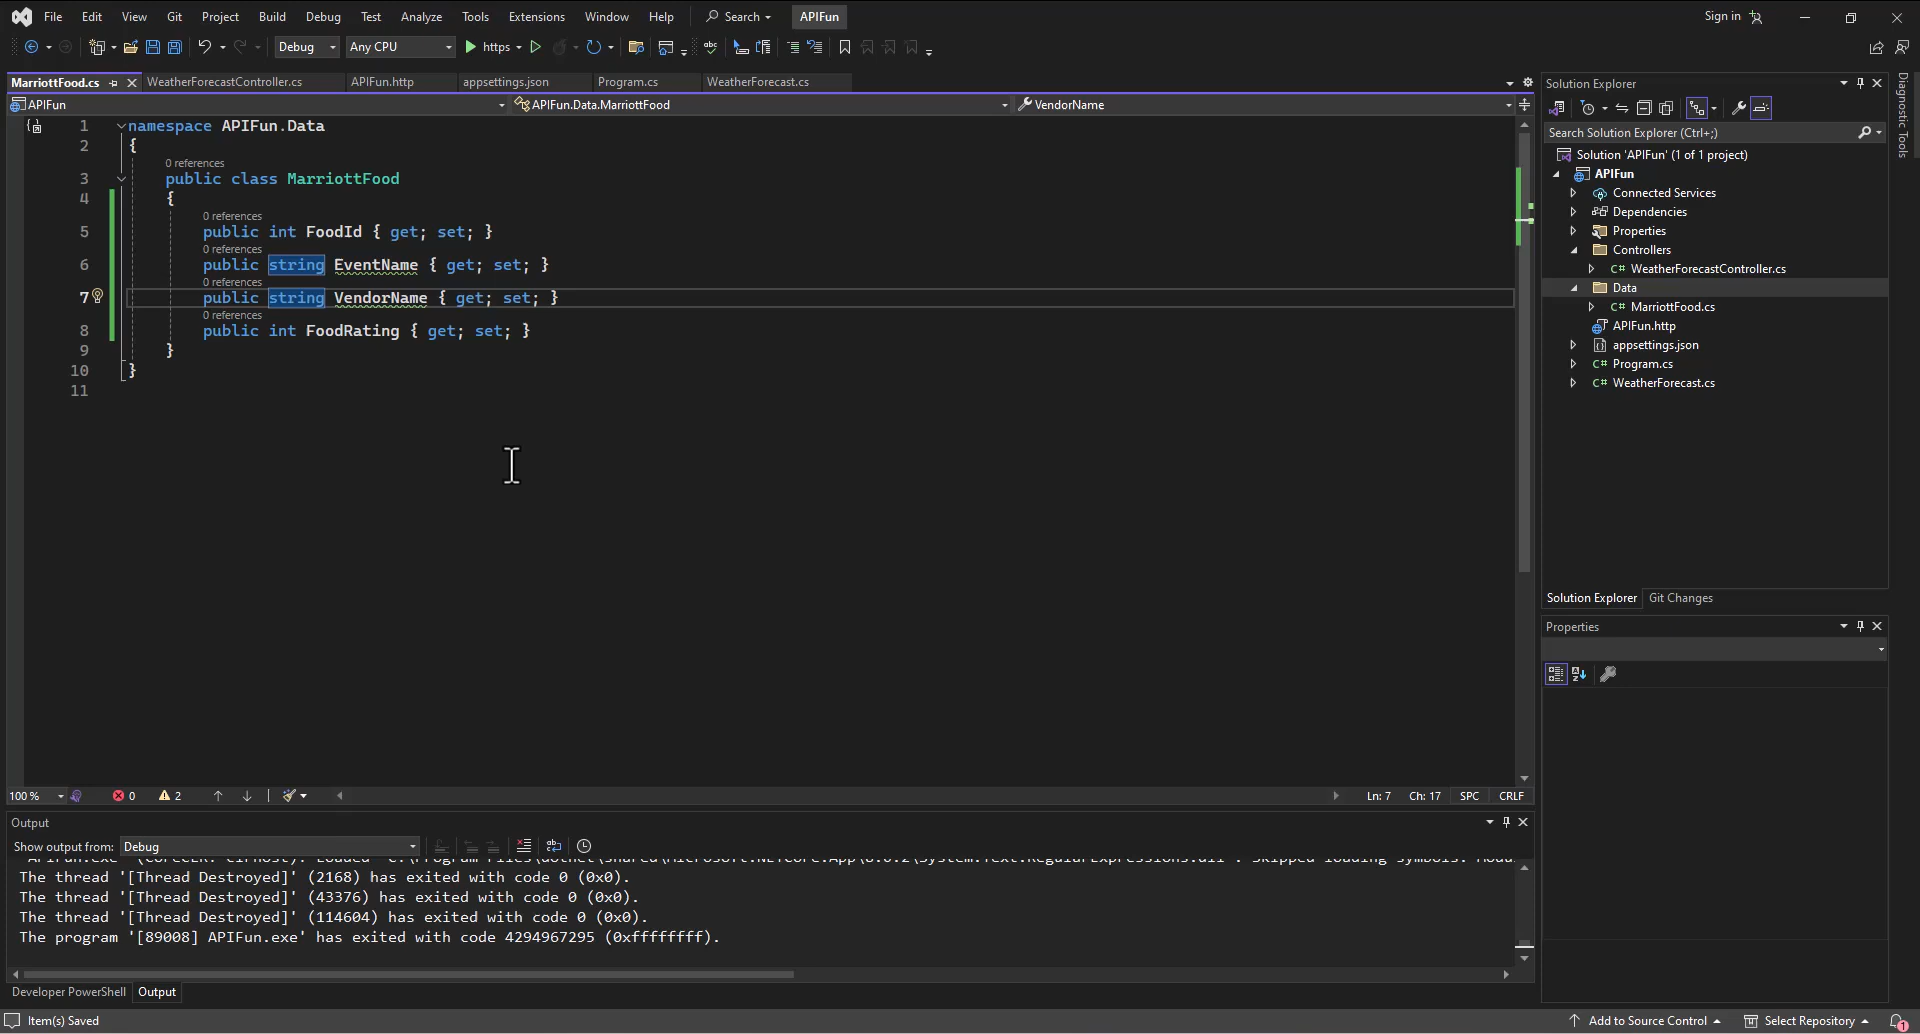 File Edit View Git Project Build Debug Test Analyze Tools Extensions Window Help Search APIFun Sign in
Debug Any CPU https
MarriottFood.cs WeatherForecastController.cs APIFun.http appsettings.json Program.cs WeatherForecast.cs
APIFun APIFun.Data.MarriottFood VendorName
1 namespace APIFun.Data
2 {
0 references
3 public class MarriottFood
4 {
0 references
5 public int FoodId { get; set; }
0 references
6 public string EventName { get; set; }
0 references
7 public string VendorName { get; set; }
0 references
8 public int FoodRating { get; set; }
9 }
10 }
11
100 % 0 2 Ln: 7 Ch: 17 SPC CRLF
Output
Show output from: Debug
The thread '[Thread Destroyed]' (2168) has exited with code 0 (0x0).
The thread '[Thread Destroyed]' (43376) has exited with code 0 (0x0).
The thread '[Thread Destroyed]' (114604) has exited with code 0 (0x0).
The program '[89008] APIFun.exe' has exited with code 4294967295 (0xffffffff).
Developer PowerShell Output
Solution Explorer
Search Solution Explorer (Ctrl+;)
Solution 'APIFun' (1 of 1 project)
APIFun
Connected Services
Dependencies
Properties
Controllers
C# WeatherForecastController.cs
Data
C# MarriottFood.cs
APIFun.http
appsettings.json
C# Program.cs
C# WeatherForecast.cs
Solution Explorer Git Changes
Properties
Diagnostic Tools
Item(s) Saved Add to Source Control Select Repository 1